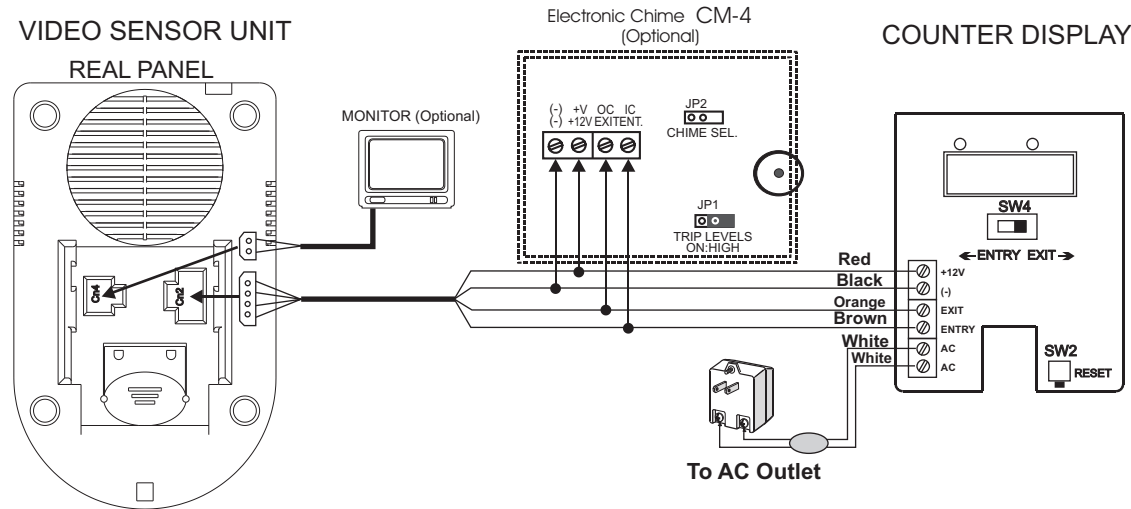 VIDEO SENSOR UNIT
REAL PANEL
Cn4
Cn2
MONITOR (Optional)
Electronic Chime CM-4
(Optional)
(-) +V OC IC
(-) +12V EXIT ENT.
JP2
CHIME SEL.
JP1
TRIP LEVELS
ON:HIGH
COUNTER DISPLAY
SW4
←ENTRY EXIT→
Red
Black
Orange
Brown
White
White
+12V
(-)
EXIT
ENTRY
AC
AC
SW2
RESET
To AC Outlet